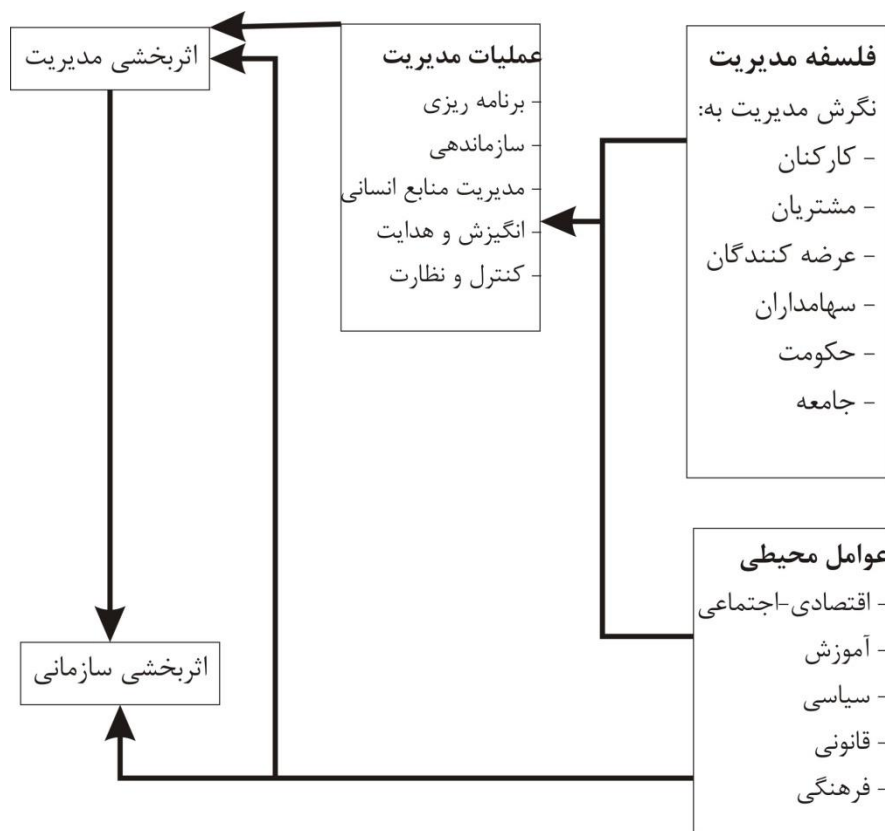 فلسفه مدیریت
نگرش مدیریت به:
- کارکنان
- مشتریان
- عرضه کنندگان
- سهامداران
- حکومت
- جامعه
عملیات مدیریت
- برنامه ریزی
- سازماندهی
- مدیریت منابع انسانی
- انگیزش و هدایت
- کنترل و نظارت
اثربخشی مدیریت
عوامل محیطی
- اقتصادی-اجتماعی
- آموزش
- سیاسی
- قانونی
- فرهنگی
اثربخشی سازمانی